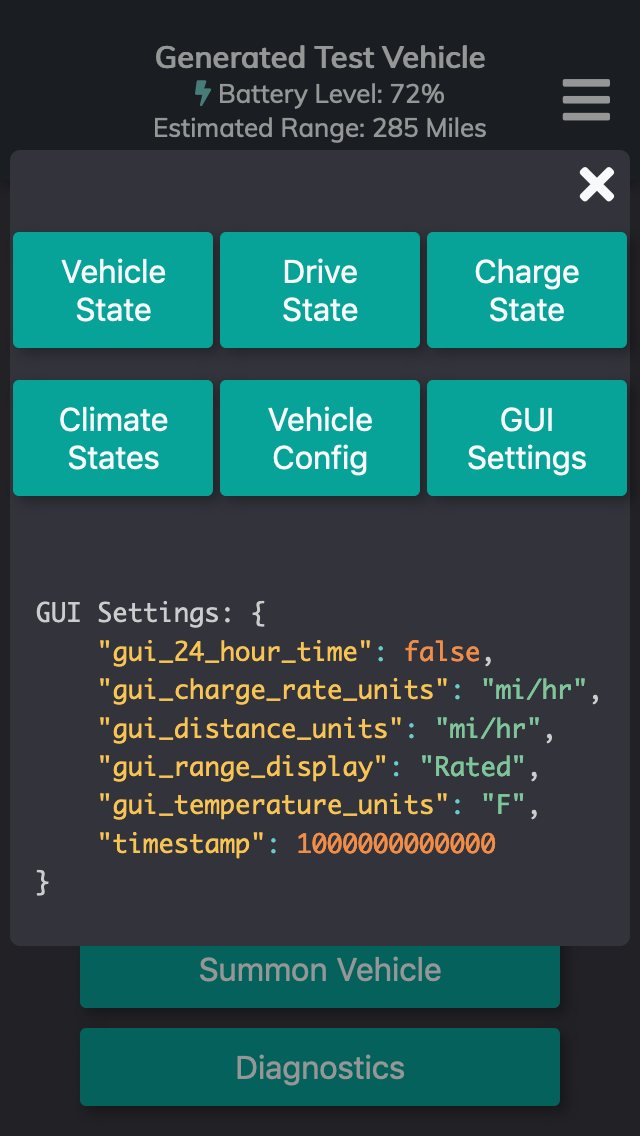 Generated Test Vehicle
Battery Level: 72%
Estimated Range: 285 Miles
Vehicle State
Drive State
Charge State
Climate States
Vehicle Config
GUI Settings
GUI Settings: {
"gui_24_hour_time": false,
"gui_charge_rate_units": "mi/hr",
"gui_distance_units": "mi/hr",
"gui_range_display": "Rated",
"gui_temperature_units": "F",
"timestamp": 1000000000000
}
Summon Vehicle
Diagnostics